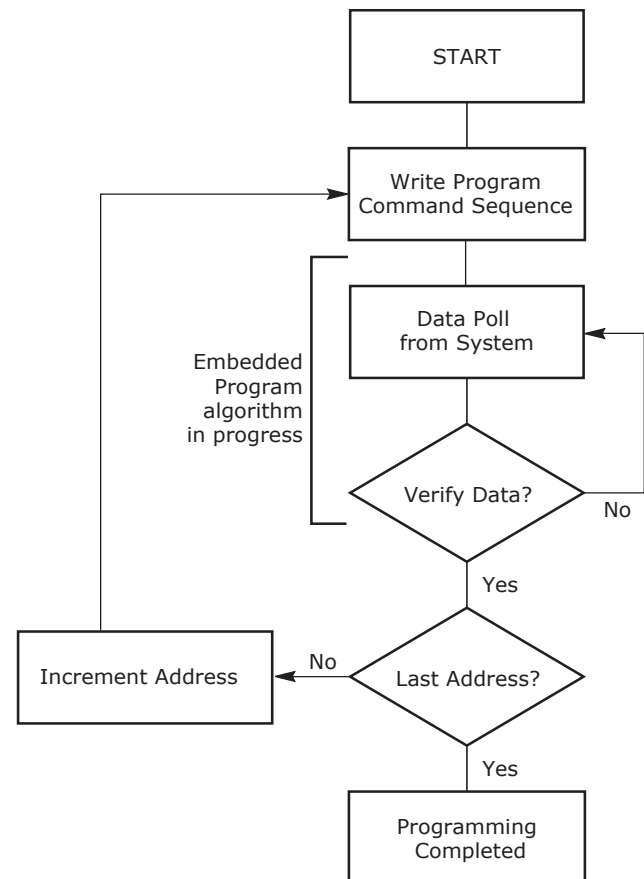 START
Write Program
Command Sequence
Data Poll
from System
Embedded
Program
algorithm
in progress
Verify Data?
No
Yes
Increment Address
No
Last Address?
Yes
Programming
Completed